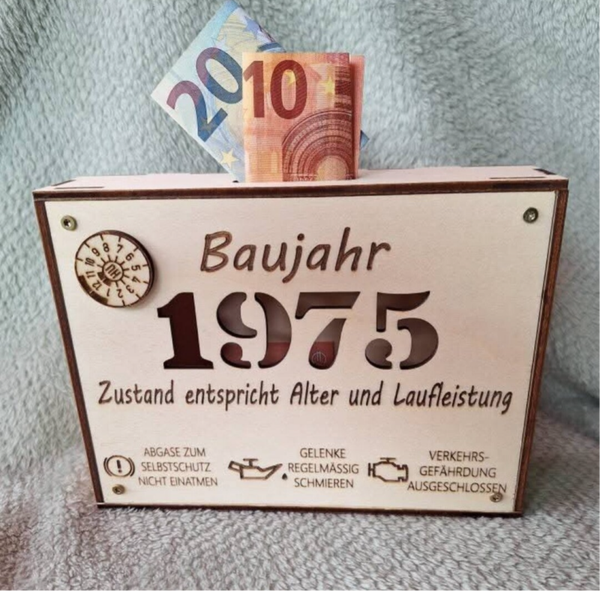 20
10
Baujahr
1975
Zustand entspricht Alter und Laufleistung
ABGASE ZUM
SELBSTSCHUTZ
NICHT EINATMEN
GELENKE
REGELMÄSSIG
SCHMIEREN
VERKEHRS-
GEFÄHRDUNG
AUSGESCHLOSSEN